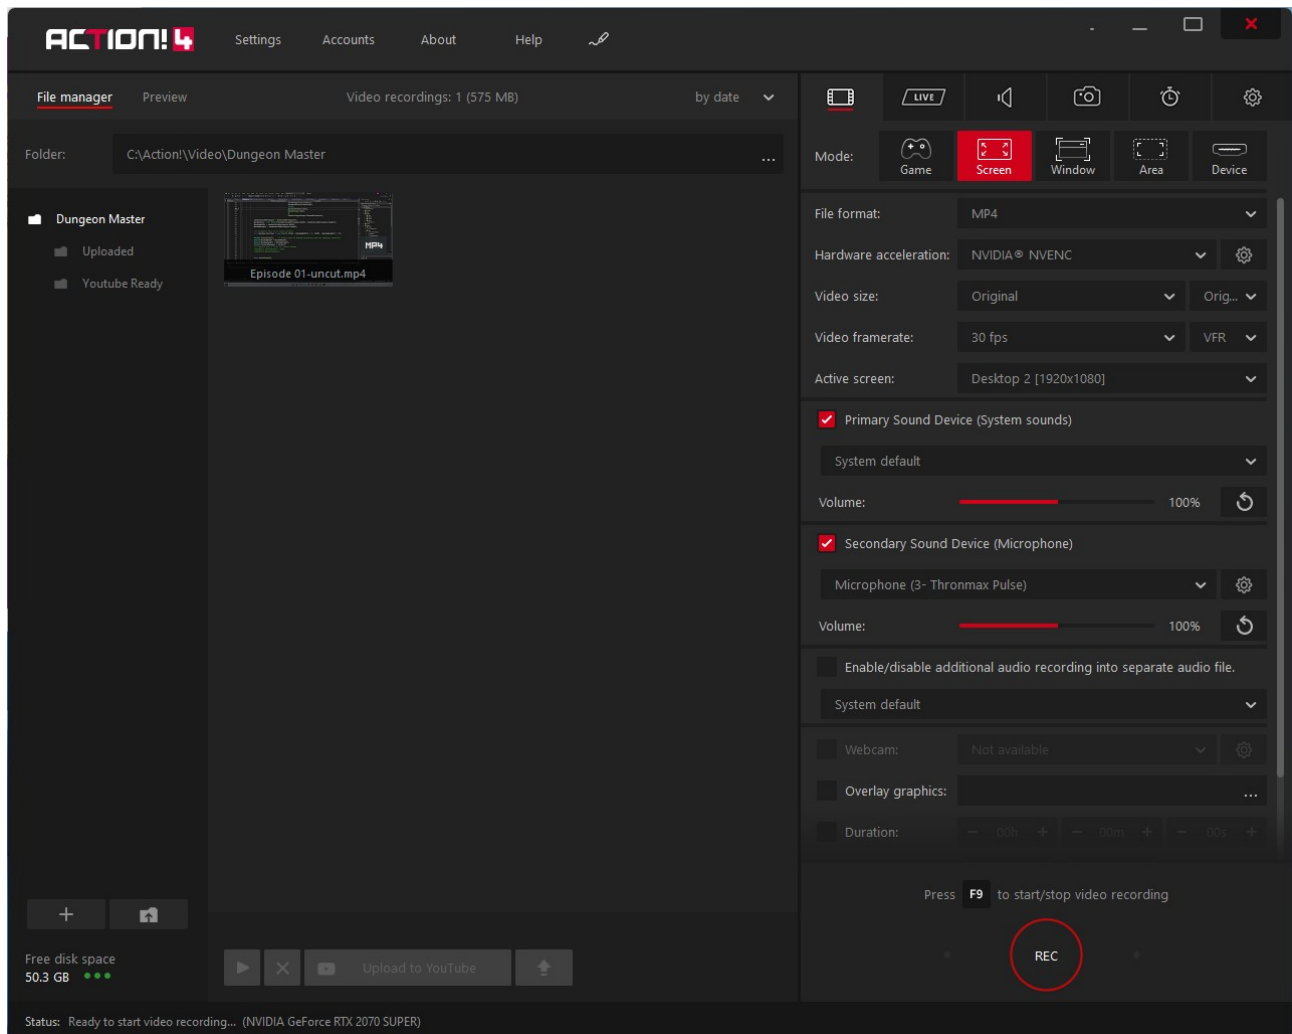 ACTION! 4 Settings Accounts About Help
File manager Preview Video recordings: 1 (575 MB) by date
LIVE
Folder: C:\Action!\Video\Dungeon Master ...
Mode: Game Screen Window Area Device
Dungeon Master
Uploaded
Youtube Ready
MP4
Episode 01-uncut.mp4
File format: MP4
Hardware acceleration: NVIDIA® NVENC
Video size: Original Orig...
Video framerate: 30 fps VFR
Active screen: Desktop 2 [1920x1080]
Primary Sound Device (System sounds)
System default
Volume: 100%
Secondary Sound Device (Microphone)
Microphone (3- Thronmax Pulse)
Volume: 100%
Enable/disable additional audio recording into separate audio file.
System default
Webcam: Not available
Overlay graphics: ...
Duration: − 00h + − 00m + − 00s +
Press F9 to start/stop video recording
REC
Free disk space
50.3 GB
Upload to YouTube
Status: Ready to start video recording... (NVIDIA GeForce RTX 2070 SUPER)